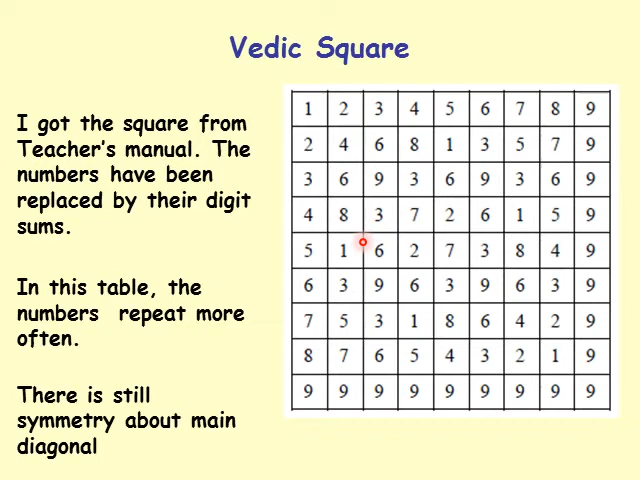 Vedic Square
I got the square from
Teacher's manual. The
numbers have been
replaced by their digit
sums.
In this table, the
numbers repeat more
often.
There is still
symmetry about main
diagonal
1 2 3 4 5 6 7 8 9
2 4 6 8 1 3 5 7 9
3 6 9 3 6 9 3 6 9
4 8 3 7 2 6 1 5 9
5 1 6 2 7 3 8 4 9
6 3 9 6 3 9 6 3 9
7 5 3 1 8 6 4 2 9
8 7 6 5 4 3 2 1 9
9 9 9 9 9 9 9 9 9